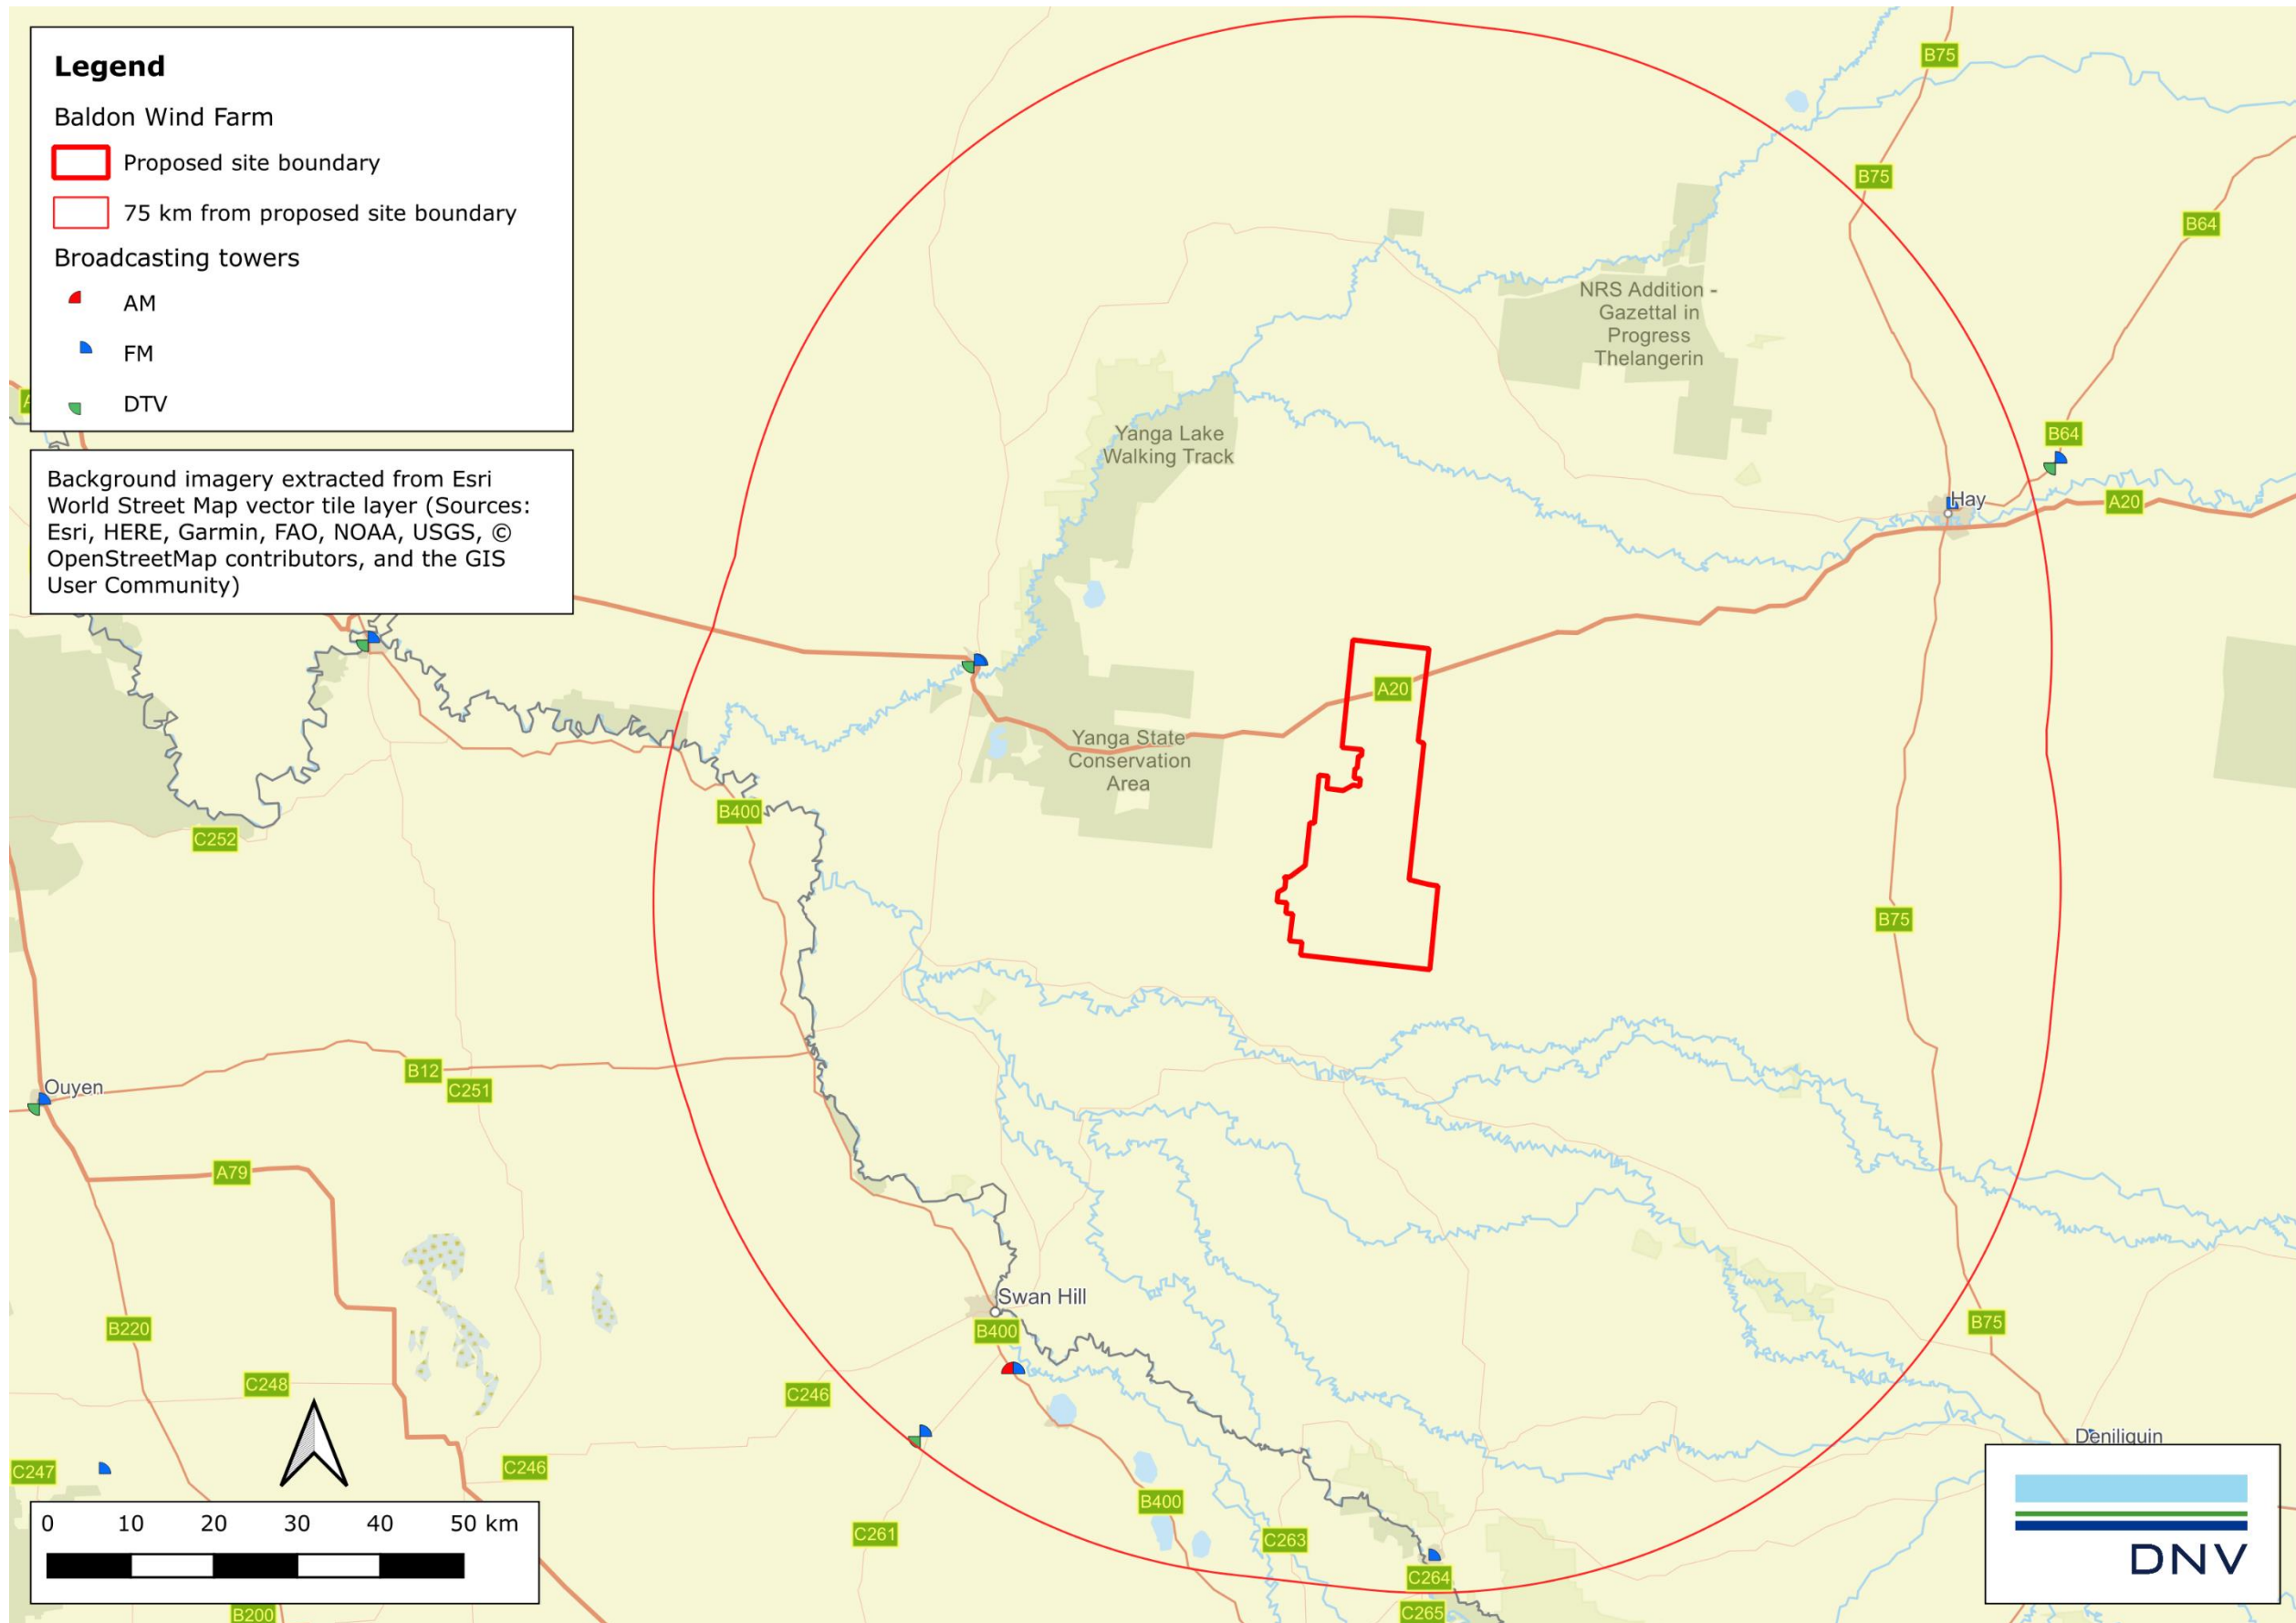 Legend
Baldon Wind Farm
Proposed site boundary
75 km from proposed site boundary
Broadcasting towers
AM
FM
DTV
Background imagery extracted from Esri
World Street Map vector tile layer (Sources:
Esri, HERE, Garmin, FAO, NOAA, USGS, ©
OpenStreetMap contributors, and the GIS
User Community)
B75
B75
B64
NRS Addition -
Gazettal in
Progress
Thelangerin
Yanga Lake
Walking Track
B64
Hay
A20
A20
Yanga State
Conservation
Area
B400
C252
B75
B12
C251
Ouyen
A79
Swan Hill
B400
B75
B220
C248
C246
C246
C247
Deniliquin
B400
C261
C263
C264
C265
B200
0 10 20 30 40 50 km
DNV